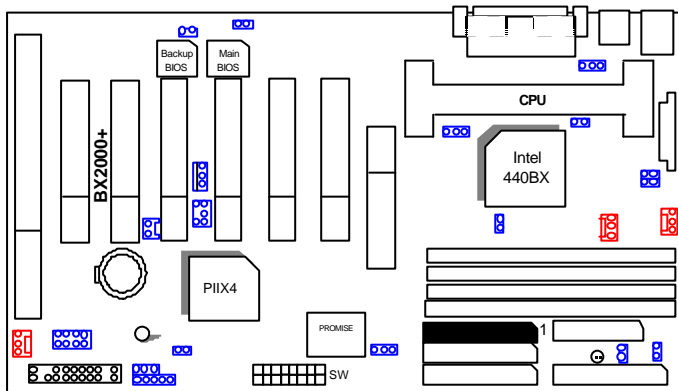 Backup
BIOS
Main
BIOS
CPU
BX2000+
Intel
440BX
PIIX4
PROMISE
1
SW